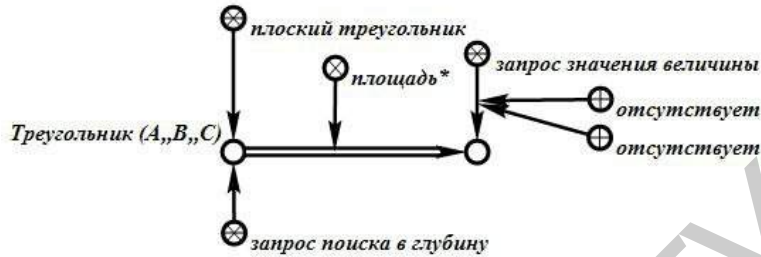 плоский треугольник
площадь*
запрос значения величины
отсутствует
Треугольник (A,,B,,C)
отсутствует
запрос поиска в глубину